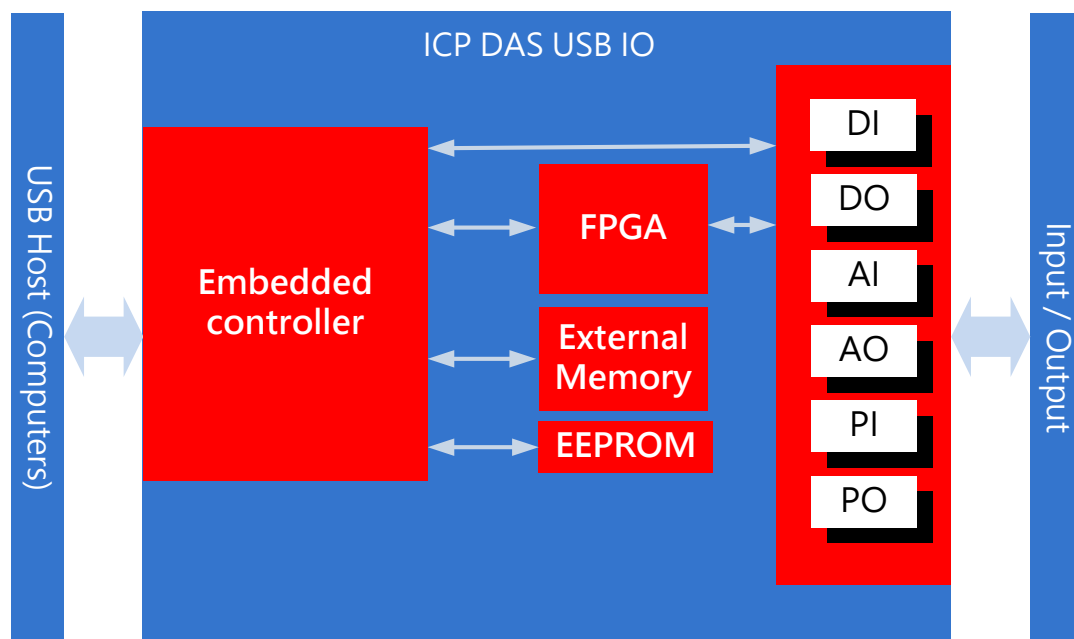 ICP DAS USB IO
USB Host (Computers)
Embedded
controller
FPGA
External
Memory
EEPROM
DI
DO
AI
AO
PI
PO
Input / Output